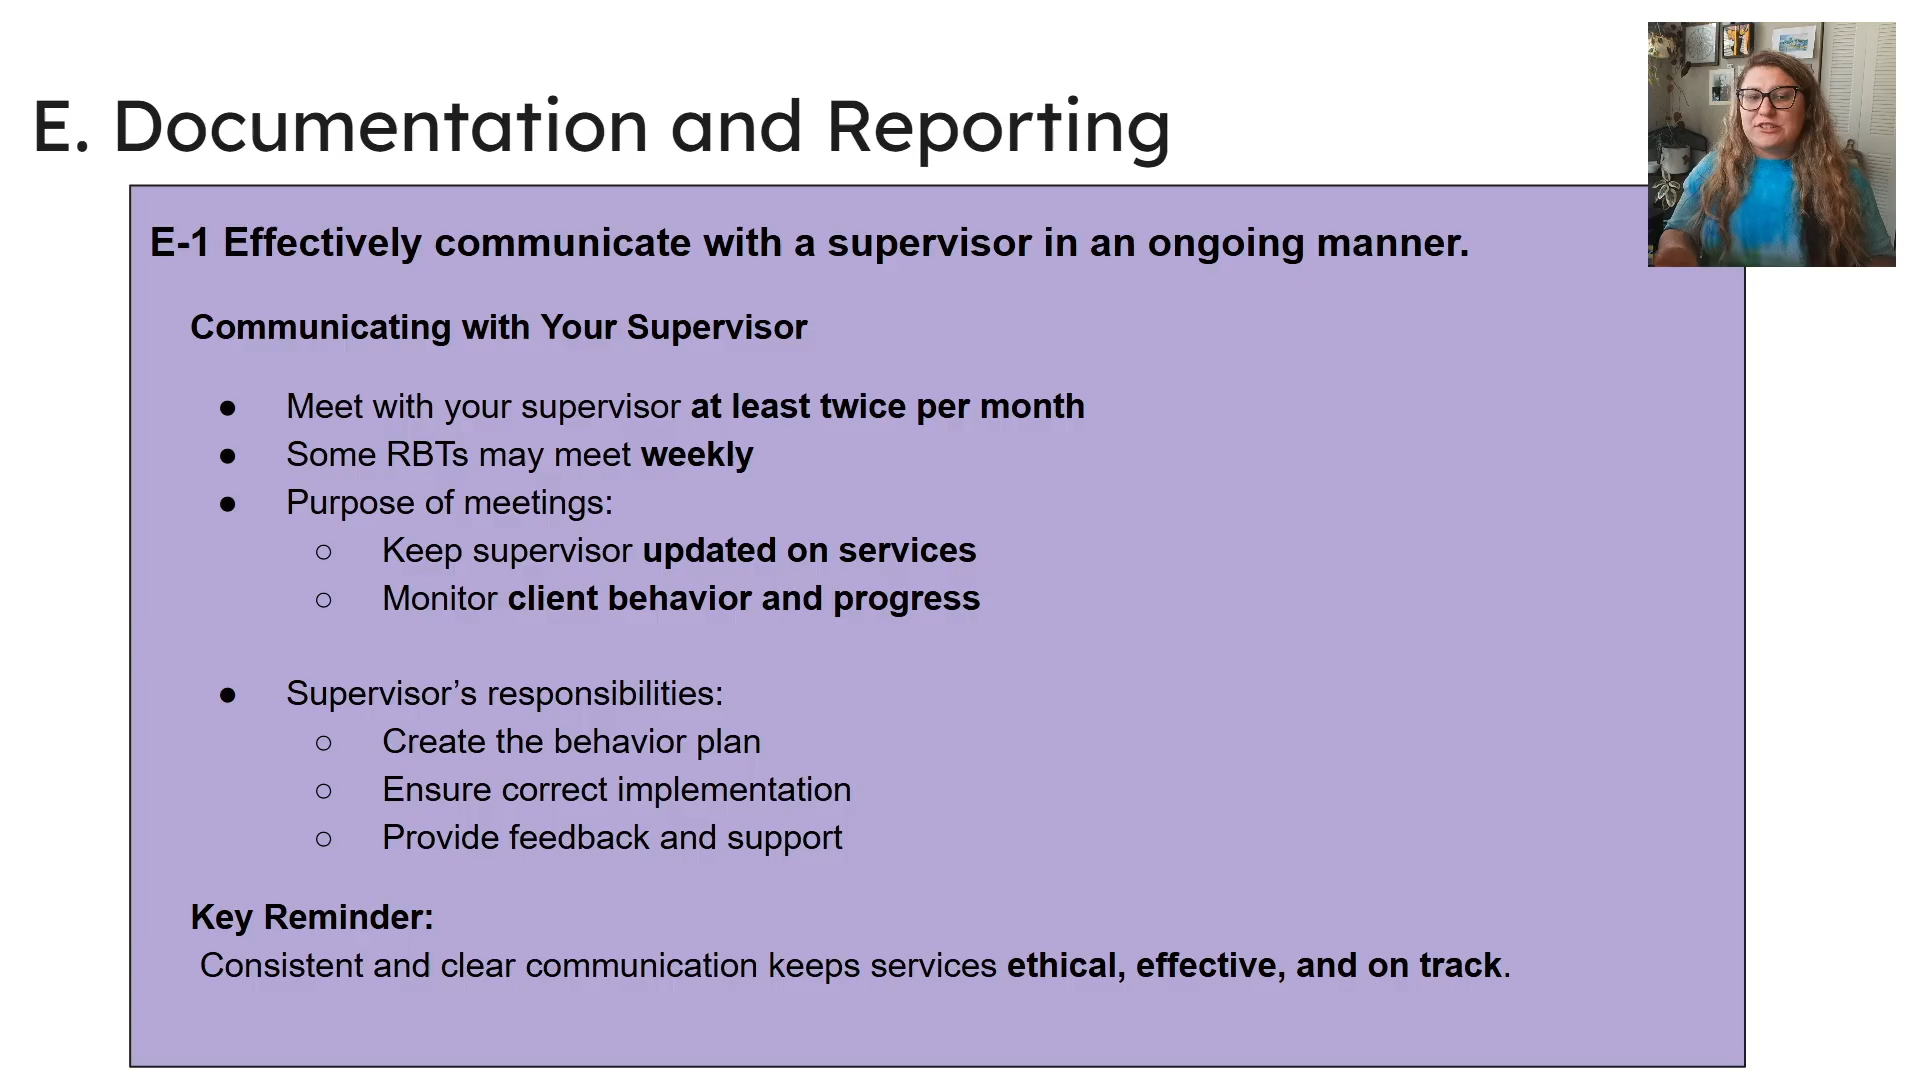 E. Documentation and Reporting
E-1 Effectively communicate with a supervisor in an ongoing manner.
Communicating with Your Supervisor
● Meet with your supervisor at least twice per month
● Some RBTs may meet weekly
● Purpose of meetings:
○ Keep supervisor updated on services
○ Monitor client behavior and progress
● Supervisor’s responsibilities:
○ Create the behavior plan
○ Ensure correct implementation
○ Provide feedback and support
Key Reminder:
Consistent and clear communication keeps services ethical, effective, and on track.